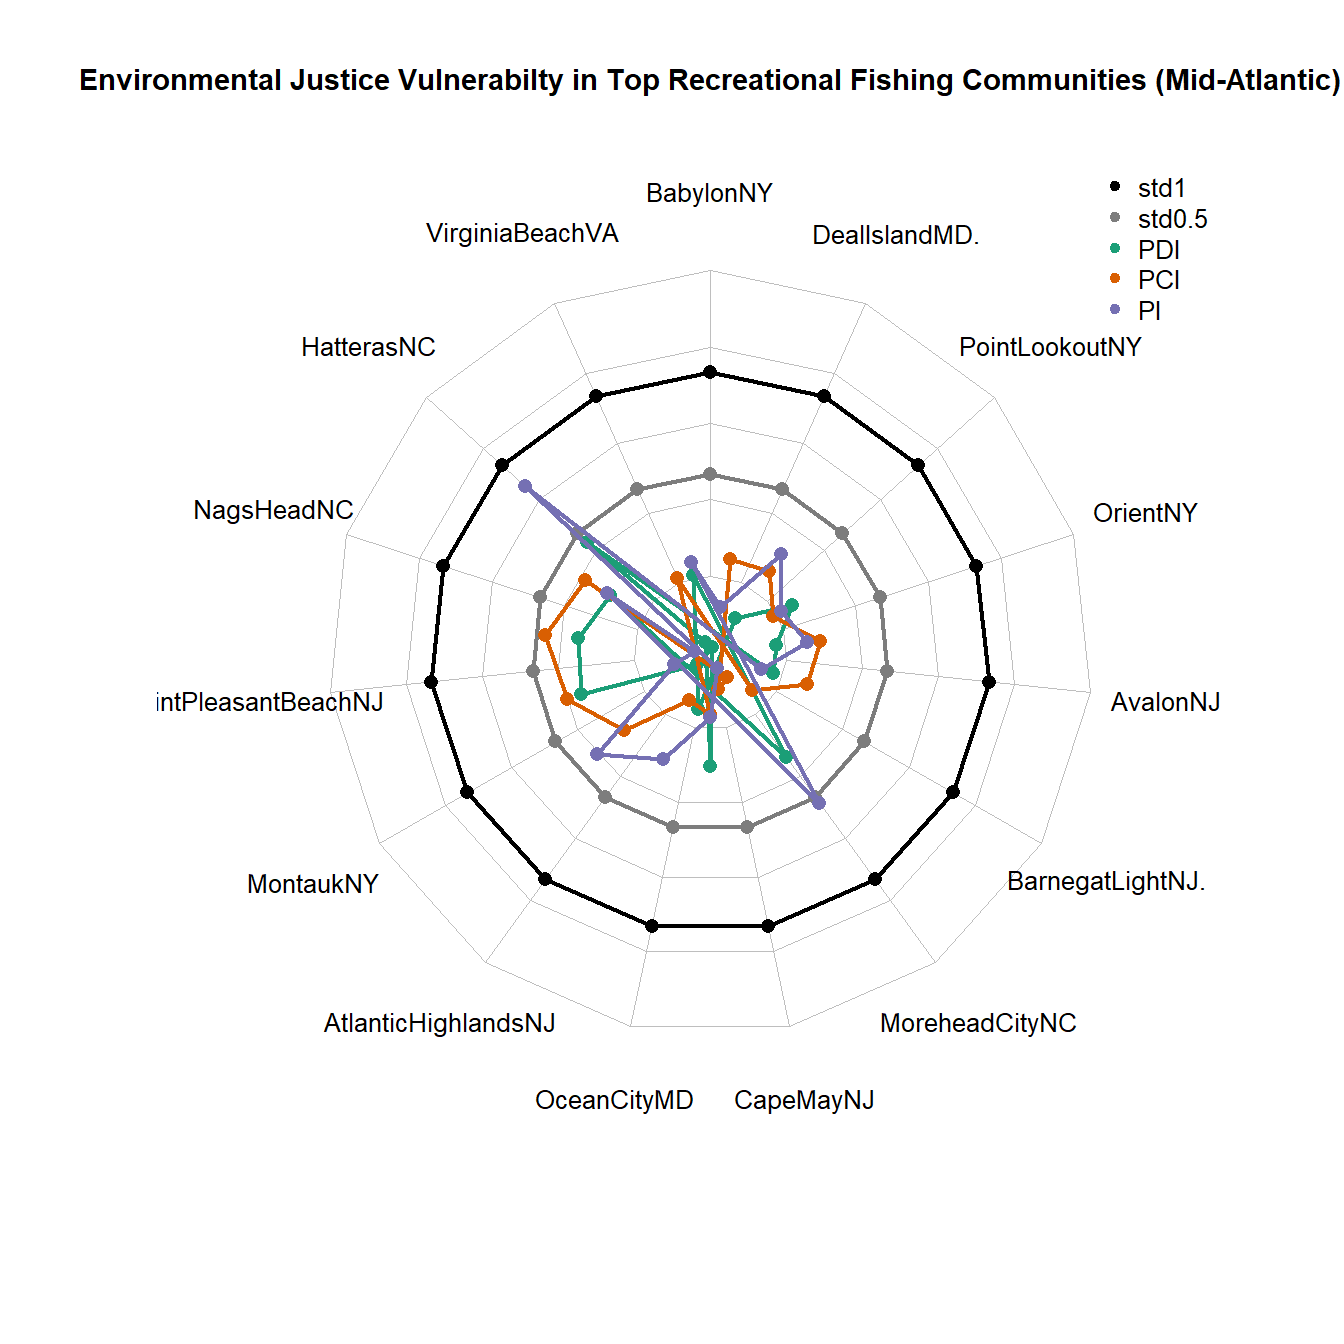 Environmental Justice Vulnerabilty in Top Recreational Fishing Communities (Mid-Atlantic)
std1
std0.5
PDI
PCI
PI
BabylonNY
VirginiaBeachVA
DealIslandMD.
HatterasNC
PointLookoutNY
NagsHeadNC
OrientNY
intPleasantBeachNJ
AvalonNJ
MontaukNY
BarnegatLightNJ.
AtlanticHighlandsNJ
MoreheadCityNC
OceanCityMD
CapeMayNJ